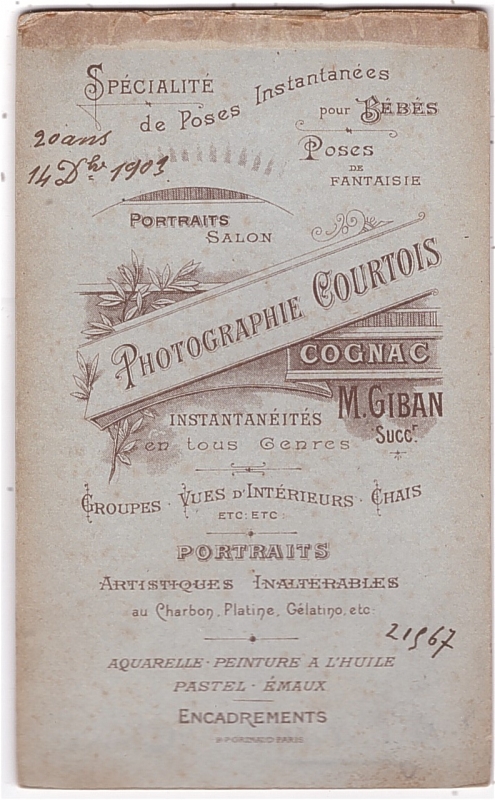 Spécialité
de Poses Instantanées
pour Bébés
20 ans
14 Dbre 1903
Poses
de
Fantaisie
Portraits
Salon
Photographie Courtois
Cognac
M. Giban
Succr
Instantanéités
en tous Genres
Groupes · Vues d'Intérieurs · Chais
etc: etc:
Portraits
Artistiques Inaltérables
au Charbon, Platine, Gélatino, etc:
21967
Aquarelle · Peinture a l'Huile
Pastel · Émaux
Encadrements